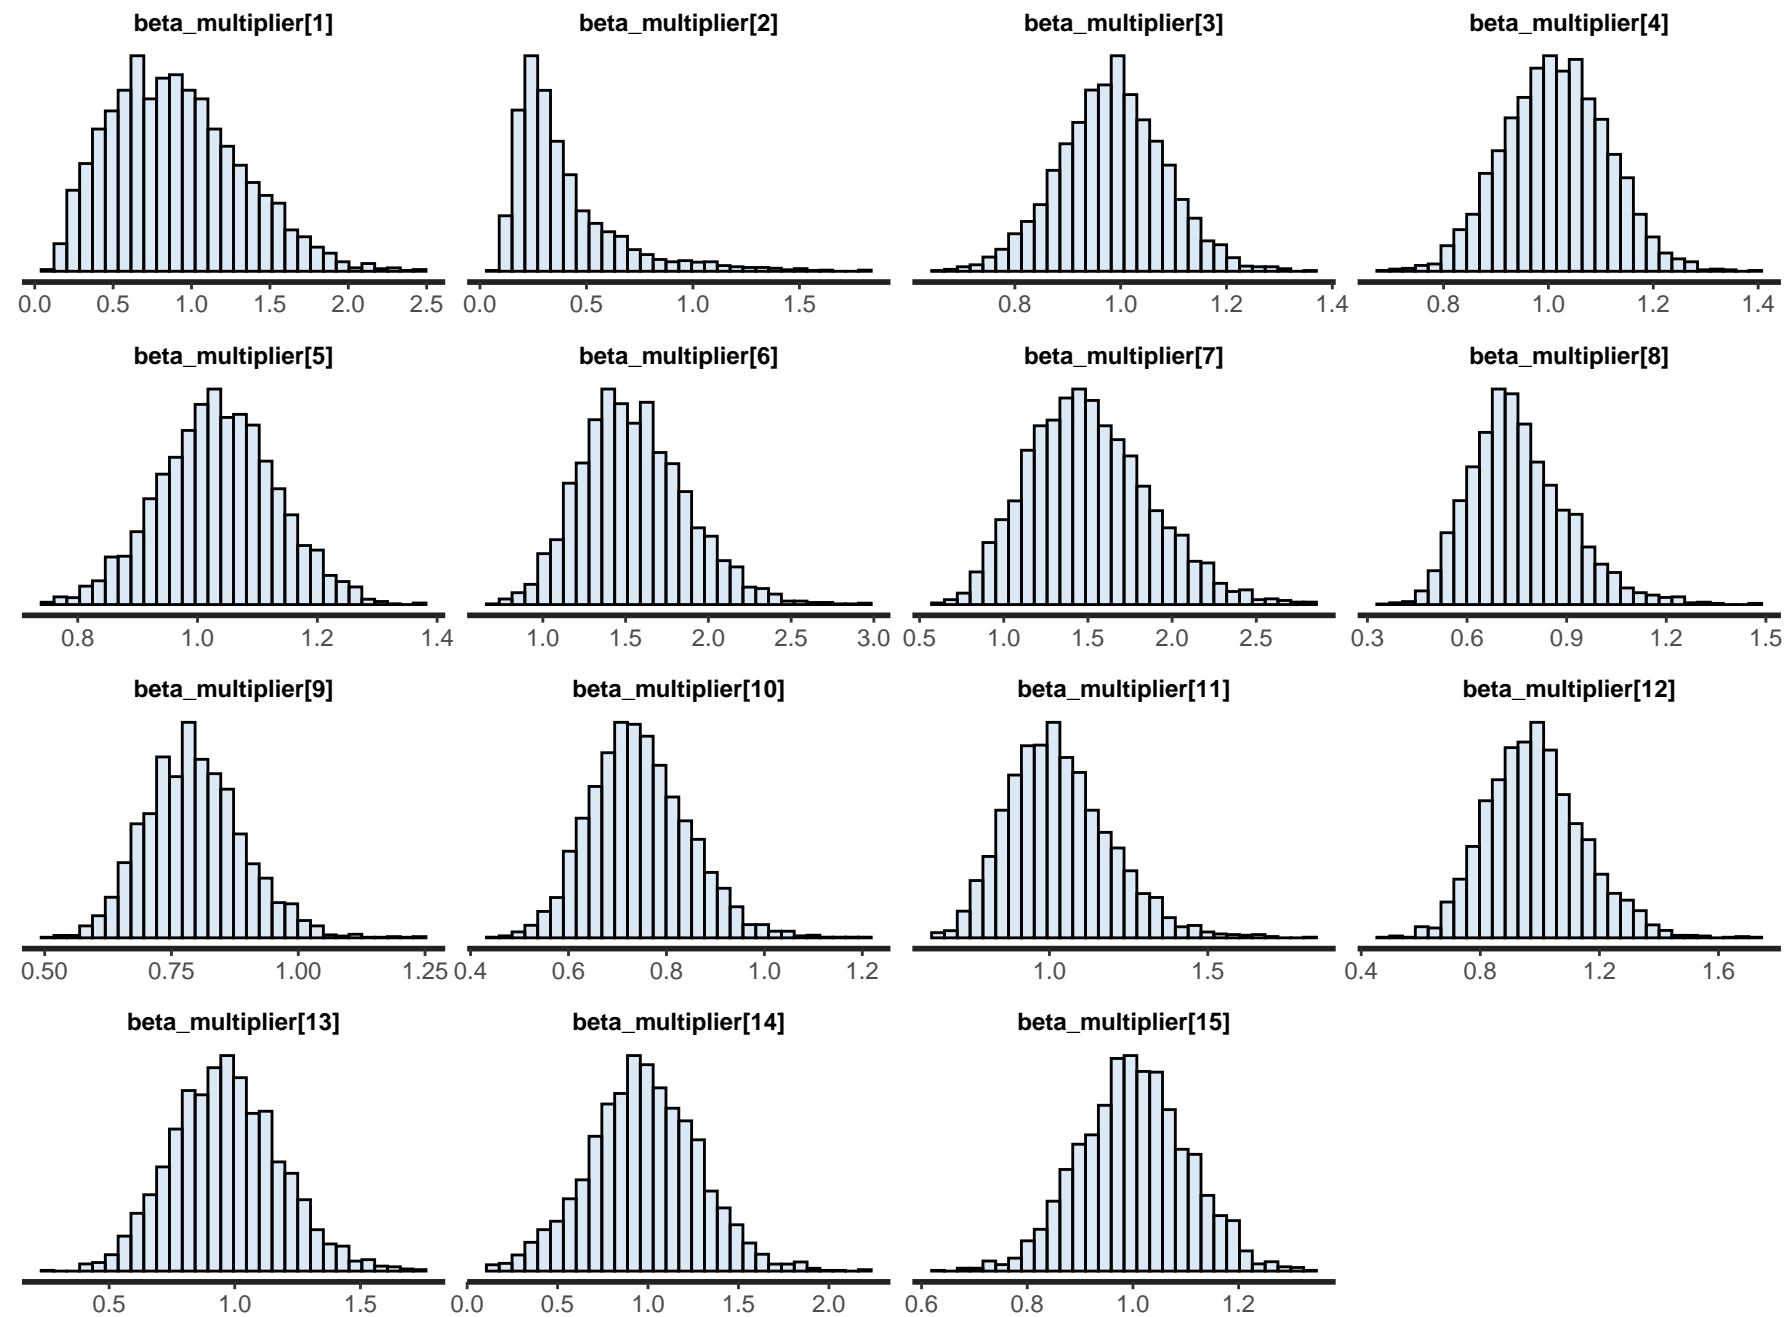 beta_multiplier[1] beta_multiplier[2] beta_multiplier[3] beta_multiplier[4]
0.0 0.5 1.0 1.5 2.0 2.5 0.0 0.5 1.0 1.5 0.8 1.0 1.2 1.4 0.8 1.0 1.2 1.4
beta_multiplier[5] beta_multiplier[6] beta_multiplier[7] beta_multiplier[8]
0.8 1.0 1.2 1.4 1.0 1.5 2.0 2.5 3.0 0.5 1.0 1.5 2.0 2.5 0.3 0.6 0.9 1.2 1.5
beta_multiplier[9] beta_multiplier[10] beta_multiplier[11] beta_multiplier[12]
0.50 0.75 1.00 1.25 0.4 0.6 0.8 1.0 1.2 1.0 1.5 0.4 0.8 1.2 1.6
beta_multiplier[13] beta_multiplier[14] beta_multiplier[15]
0.5 1.0 1.5 0.0 0.5 1.0 1.5 2.0 0.6 0.8 1.0 1.2